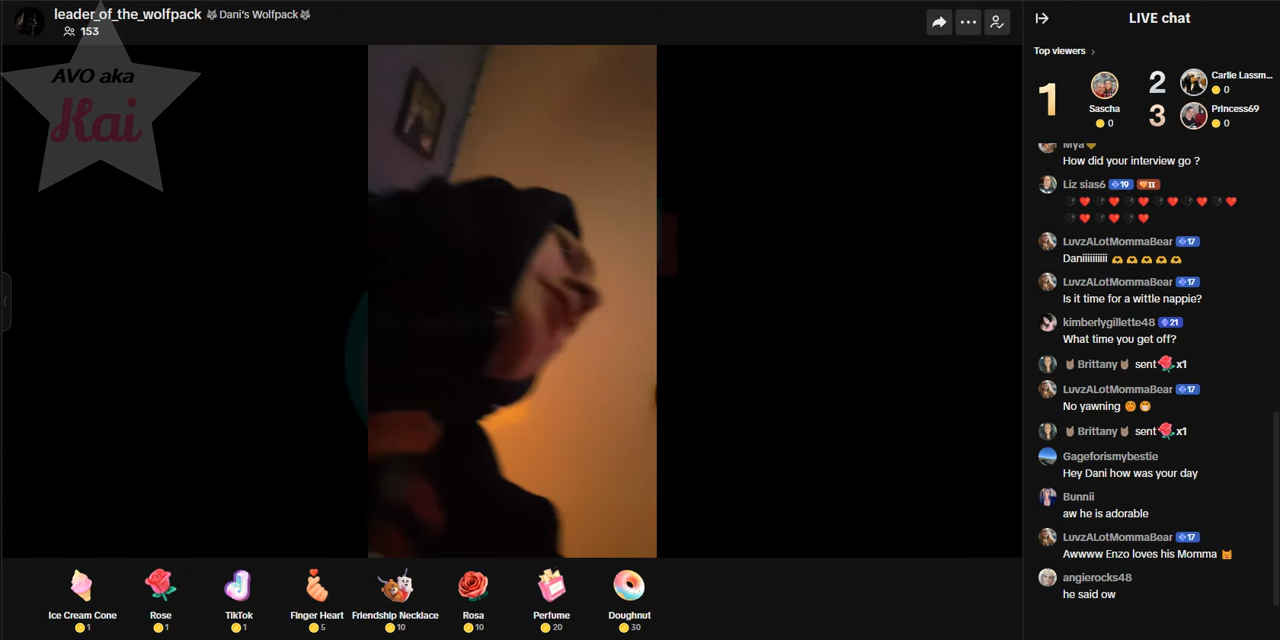 leader_of_the_wolfpack 🐺Dani's Wolfpack🐺
153
AVO aka
Kai
LIVE chat
Top viewers
1
Sascha
0
2
Carlie Lassm...
0
3
Princess69
0
Mya
How did your interview go ?
Liz sias6 19 II
🖤❤️🖤❤️🖤❤️🖤❤️🖤❤️🖤❤️
🖤❤️🖤❤️🖤❤️
LuvzALotMommaBear 17
Daniiiiiiiiii 🫶🫶🫶🫶🫶
LuvzALotMommaBear 17
Is it time for a wittle nappie?
kimberlygillette48 21
What time you get off?
🤘🏽 Brittany 🤘🏽 sent x1
LuvzALotMommaBear 17
No yawning
🤘🏽 Brittany 🤘🏽 sent x1
Gageforismybestie
Hey Dani how was your day
Bunnii
aw he is adorable
LuvzALotMommaBear 17
Awwww Enzo loves his Momma
angierocks48
he said ow
Ice Cream Cone
1
Rose
1
TikTok
1
Finger Heart
5
Friendship Necklace
10
Rosa
10
Perfume
20
Doughnut
30